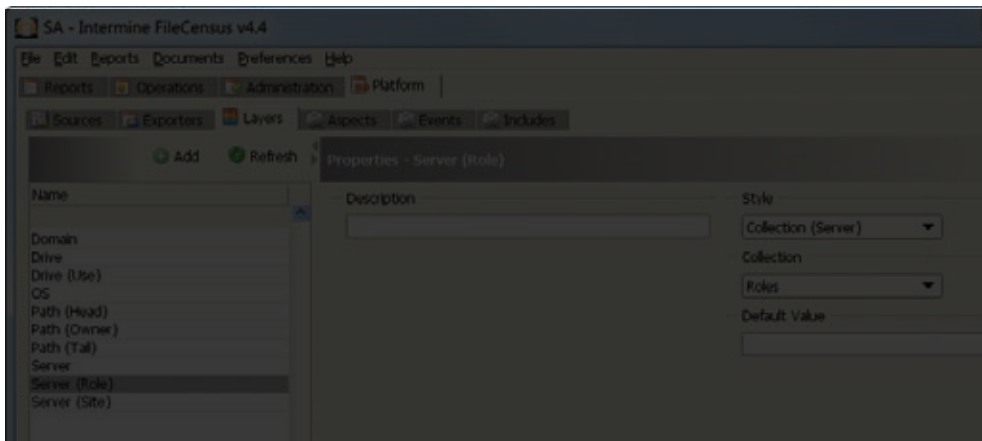 SA - Intermine FileCensus v4.4
File Edit Reports Documents Preferences Help
Reports Operations Administration Platform
Sources Exporters Layers Aspects Events Includes
Add Refresh Properties - Server (Role)
Name
Description
Style
Collection (Server)
Domain
Drive
Collection
Drive (Use)
OS
Roles
Path (Head)
Default Value
Path (Owner)
Path (Tail)
Server
Server (Role)
Server (Site)